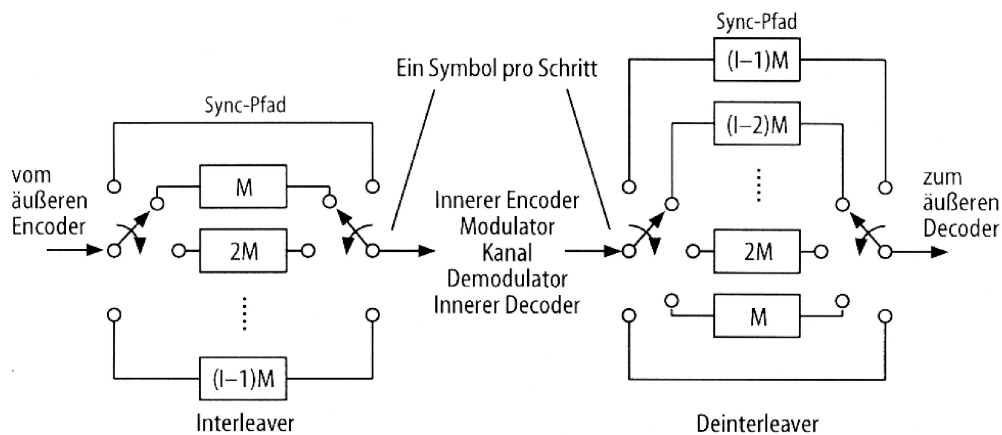 Sync-Pfad
(I–1)M
Ein Symbol pro Schritt
Sync-Pfad
(I–2)M
vom
äußeren
Encoder
M
2M
(I–1)M
Interleaver
Innerer Encoder
Modulator
Kanal
Demodulator
Innerer Decoder
2M
M
zum
äußeren
Decoder
Deinterleaver